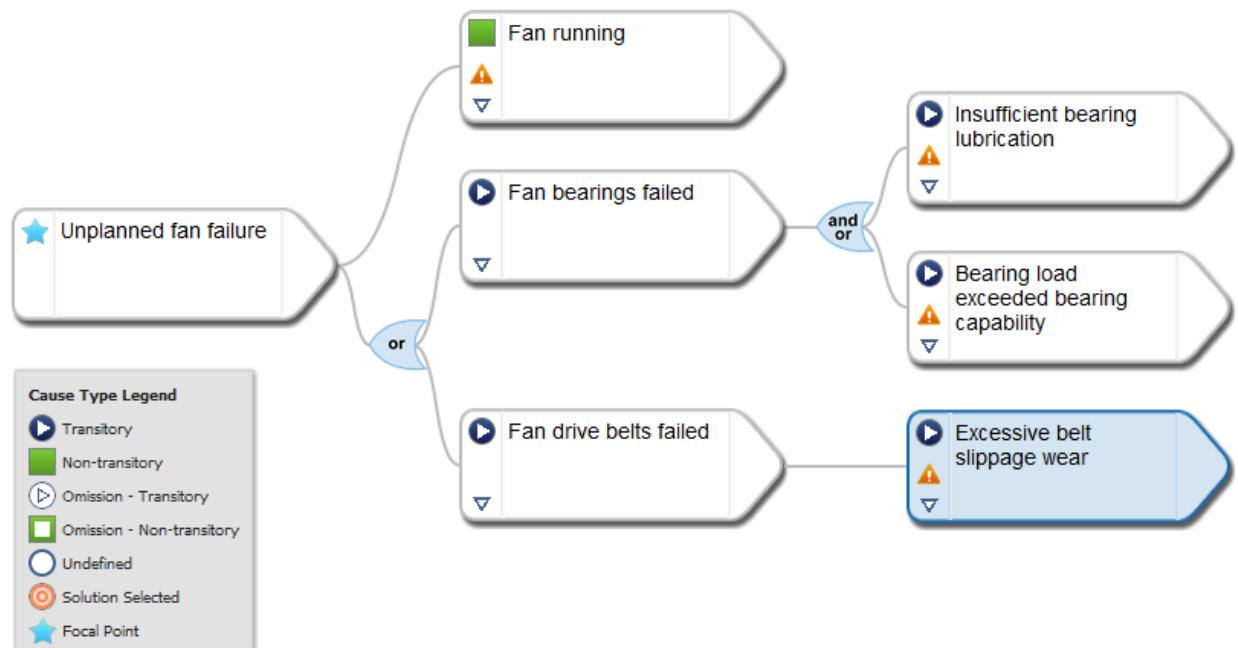 Fan running
Insufficient bearing
lubrication
Fan bearings failed
and
or
Unplanned fan failure
Bearing load
exceeded bearing
capability
or
Cause Type Legend
Transitory
Non-transitory
Omission - Transitory
Omission - Non-transitory
Undefined
Solution Selected
Focal Point
Fan drive belts failed
Excessive belt
slippage wear